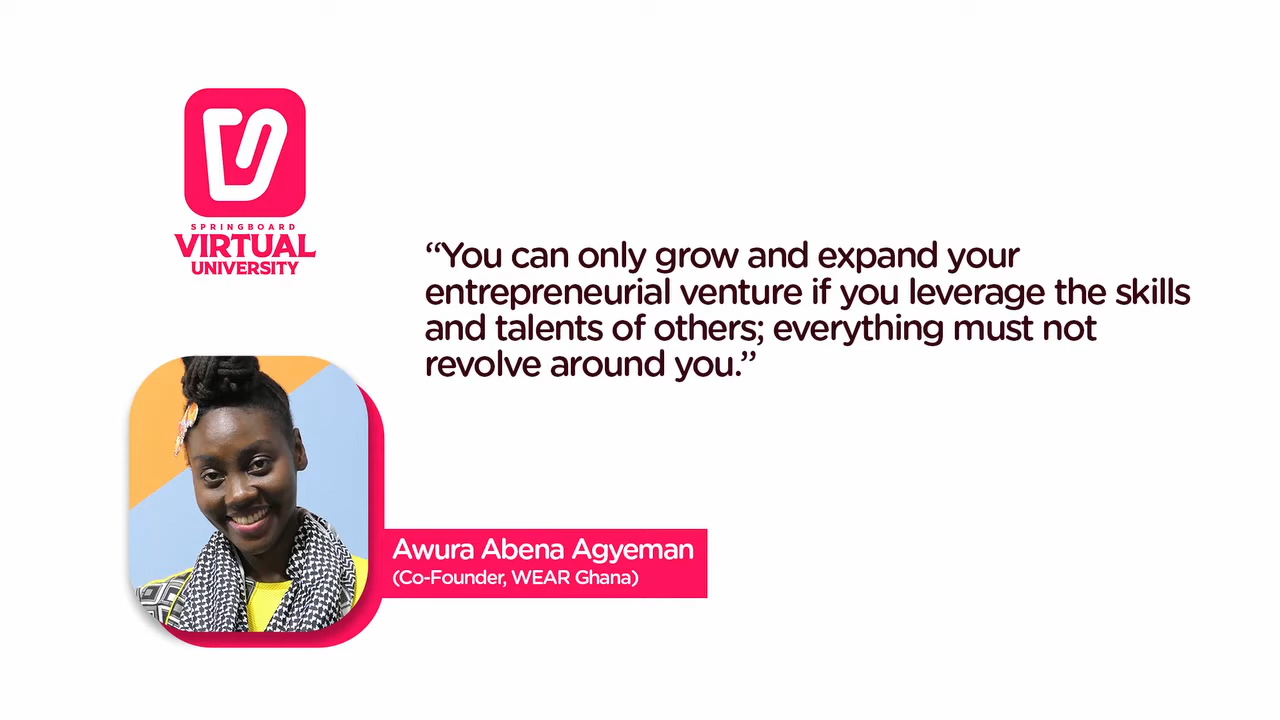 SPRINGBOARD
VIRTUAL
UNIVERSITY
“You can only grow and expand your
entrepreneurial venture if you leverage the skills
and talents of others; everything must not
revolve around you.”
Awura Abena Agyeman
(Co-Founder, WEAR Ghana)